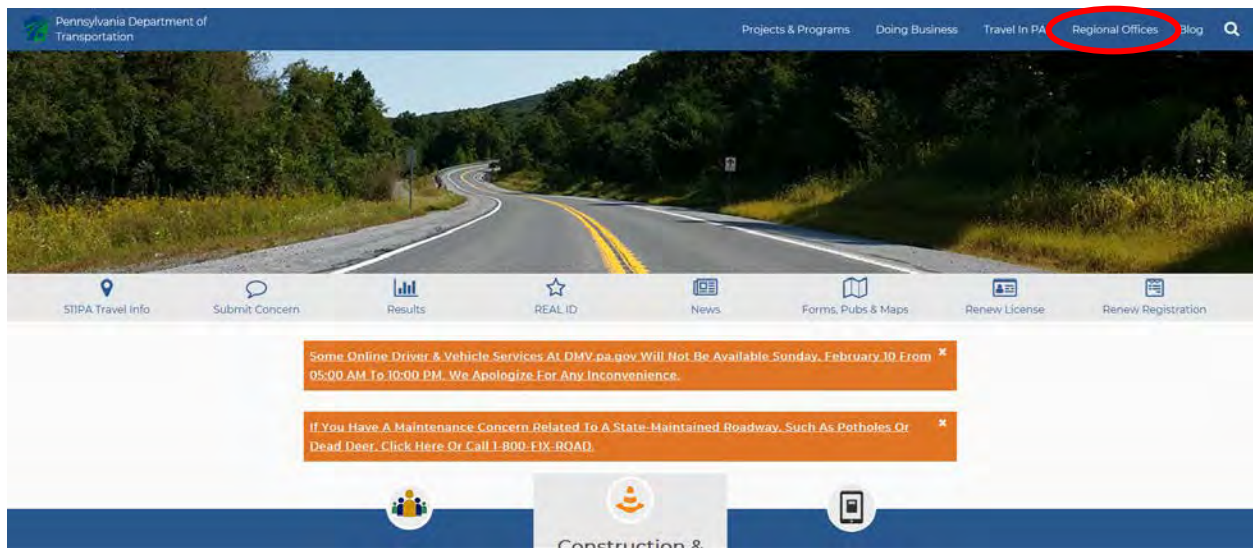 Pennsylvania Department of
Transportation
Projects & Programs Doing Business Travel In PA Regional Offices Blog
511PA Travel Info Submit Concern Results REAL ID News Forms, Pubs & Maps Renew License Renew Registration
Some Online Driver & Vehicle Services At DMV.pa.gov Will Not Be Available Sunday, February 10 From
05:00 AM To 10:00 PM. We Apologize For Any Inconvenience.
If You Have A Maintenance Concern Related To A State-Maintained Roadway, Such As Potholes Or
Dead Deer, Click Here Or Call 1-800-FIX-ROAD.
Construction &